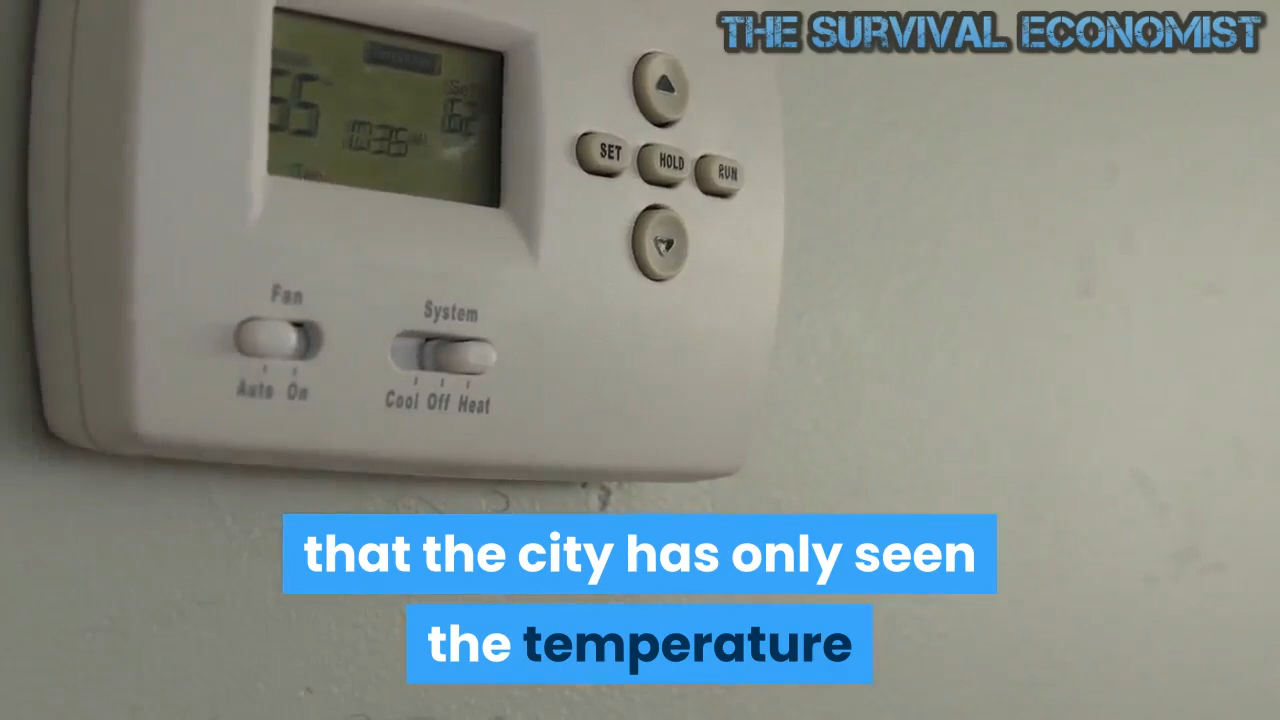 THE SURVIVAL ECONOMIST
SET HOLD RUN
Fan
System
Auto On
Cool Off Heat
that the city has only seen
the temperature